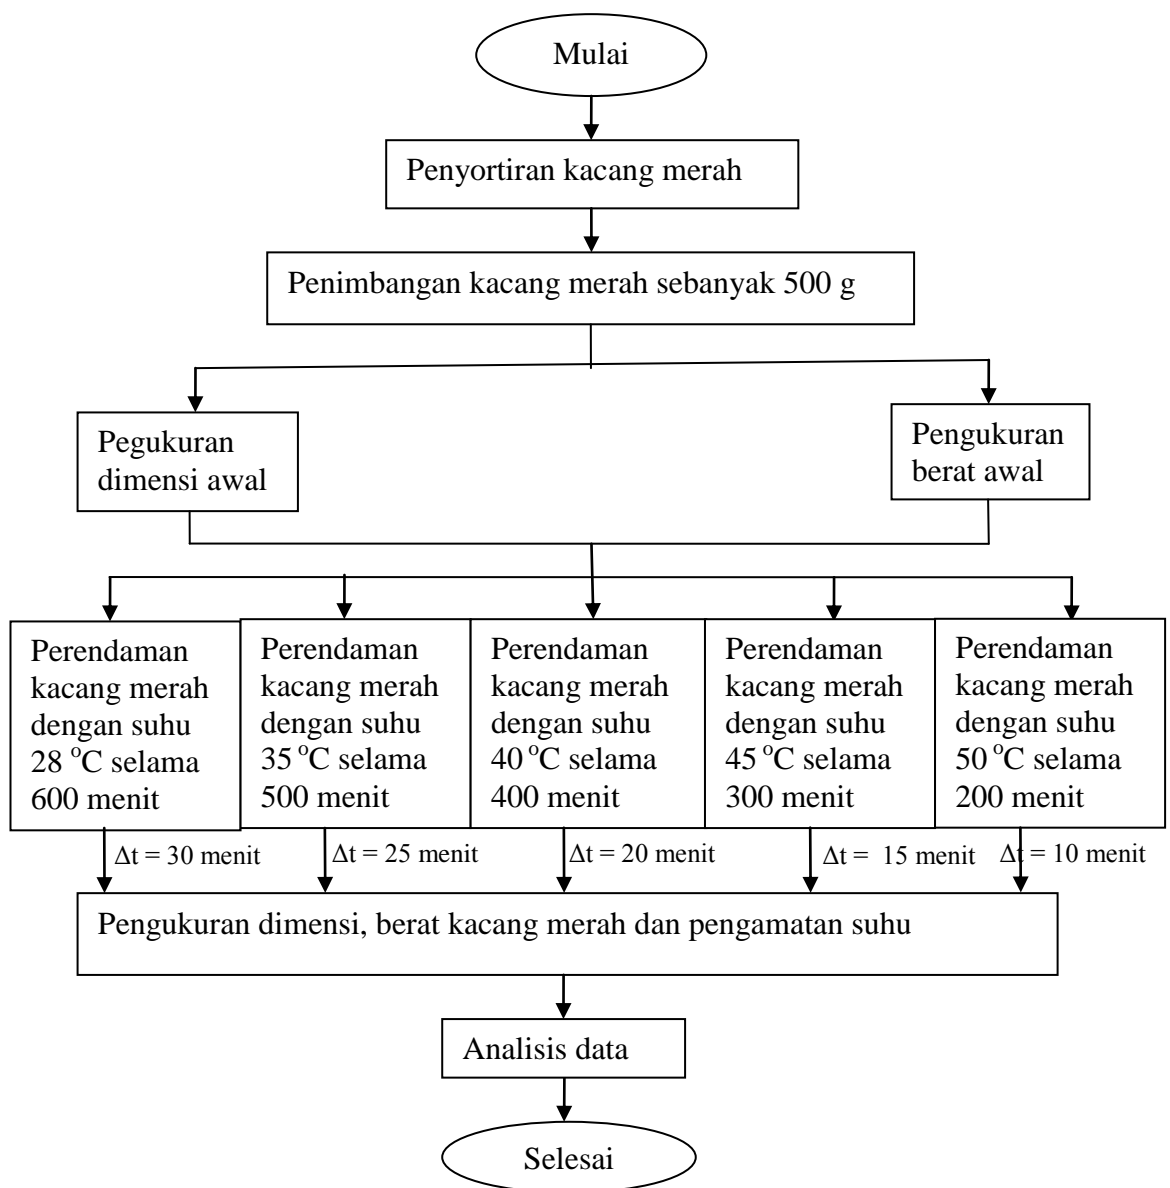 Mulai
Penyortiran kacang merah
Penimbangan kacang merah sebanyak 500 g
Pegukuran
dimensi awal
Pengukuran
berat awal
Perendaman
kacang merah
dengan suhu
28 °C selama
600 menit
Perendaman
kacang merah
dengan suhu
35 °C selama
500 menit
Perendaman
kacang merah
dengan suhu
40 °C selama
400 menit
Perendaman
kacang merah
dengan suhu
45 °C selama
300 menit
Perendaman
kacang merah
dengan suhu
50 °C selama
200 menit
Δt = 30 menit
Δt = 25 menit
Δt = 20 menit
Δt = 15 menit
Δt = 10 menit
Pengukuran dimensi, berat kacang merah dan pengamatan suhu
Analisis data
Selesai